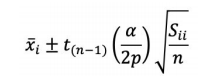 x̄ᵢ ± t₍ₙ₋₁₎ (α/2p) √(Sᵢᵢ/n)